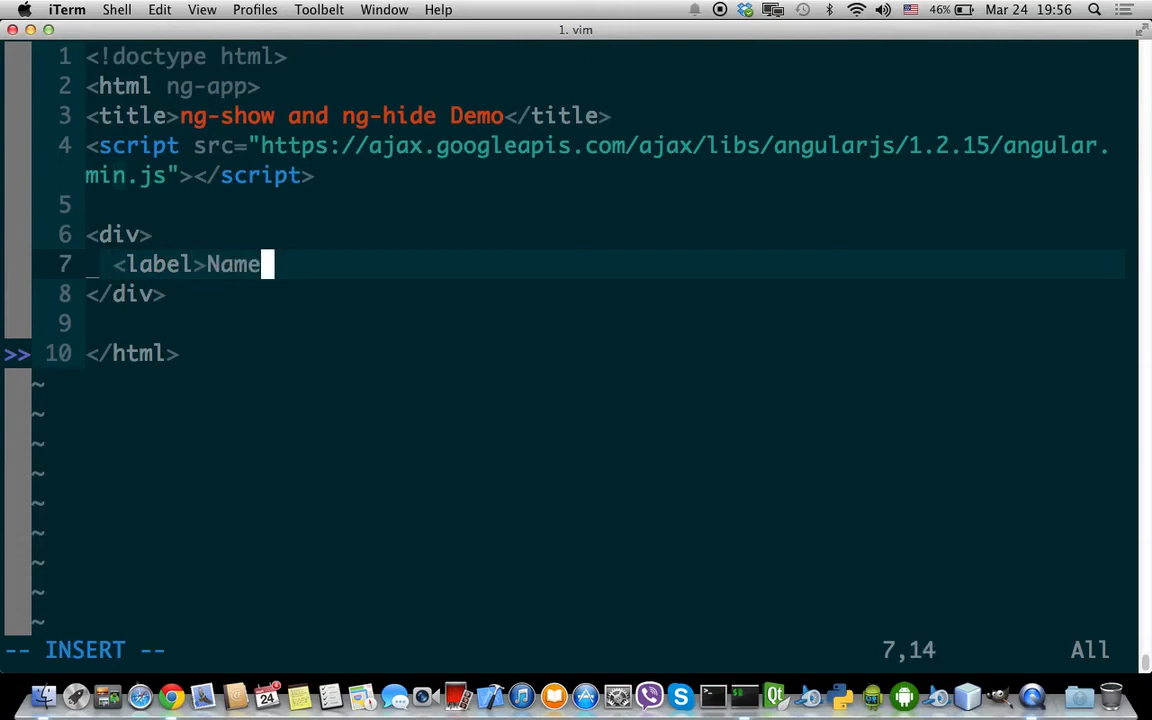 iTerm Shell Edit View Profiles Toolbelt Window Help 46% Mar 24 19:56
1. vim
1 <!doctype html>
2 <html ng-app>
3 <title>ng-show and ng-hide Demo</title>
4 <script src="https://ajax.googleapis.com/ajax/libs/angularjs/1.2.15/angular.
min.js"></script>
5
6 <div>
7 _ <label>Name
8 </div>
9
>> 10 </html>
~
~
~
~
~
~
~
~
~
-- INSERT -- 7,14 All